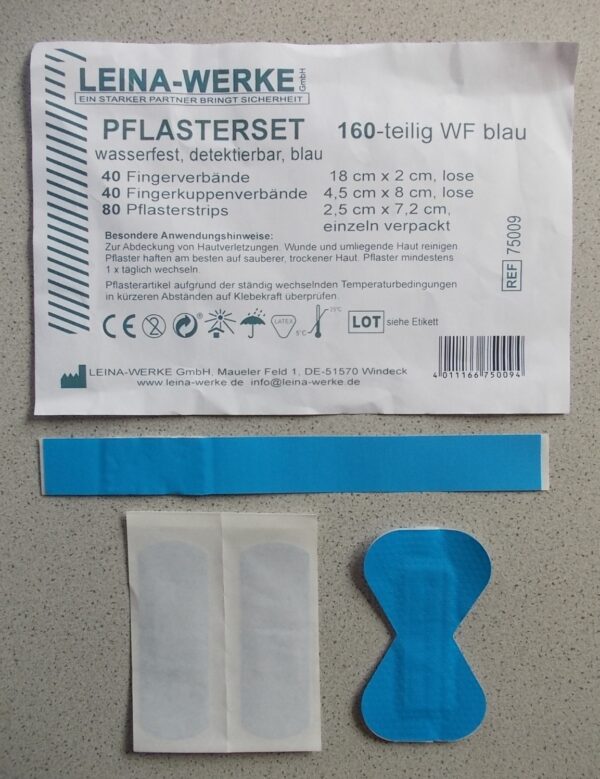 LEINA-WERKE GmbH
EIN STARKER PARTNER BRINGT SICHERHEIT
PFLASTERSET 160-teilig WF blau
wasserfest, detektierbar, blau
40 Fingerverbände 18 cm x 2 cm, lose
40 Fingerkuppenverbände 4,5 cm x 8 cm, lose
80 Pflasterstrips 2,5 cm x 7,2 cm,
einzeln verpackt
Besondere Anwendungshinweise:
Zur Abdeckung von Hautverletzungen. Wunde und umliegende Haut reinigen.
Pflaster haften am besten auf sauberer, trockener Haut. Pflaster mindestens
1 x täglich wechseln.
Pflasterartikel aufgrund der ständig wechselnden Temperaturbedingungen
in kürzeren Abständen auf Klebekraft überprüfen.
REF 75009
CE 2 LATEX 5°C 25°C LOT siehe Etikett
LEINA-WERKE GmbH, Maueler Feld 1, DE-51570 Windeck
www.leina-werke.de info@leina-werke.de
4 011166 750094